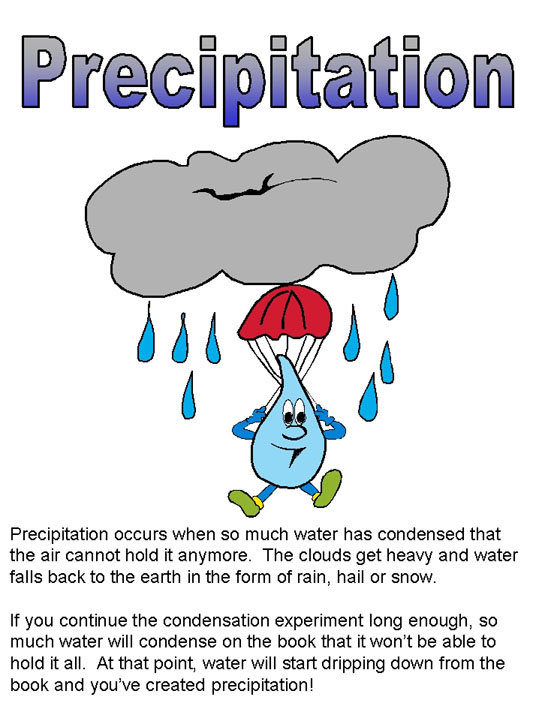 Precipitation
Precipitation occurs when so much water has condensed that
the air cannot hold it anymore.  The clouds get heavy and water
falls back to the earth in the form of rain, hail or snow.
If you continue the condensation experiment long enough, so
much water will condense on the book that it won't be able to
hold it all.  At that point, water will start dripping down from the
book and you've created precipitation!